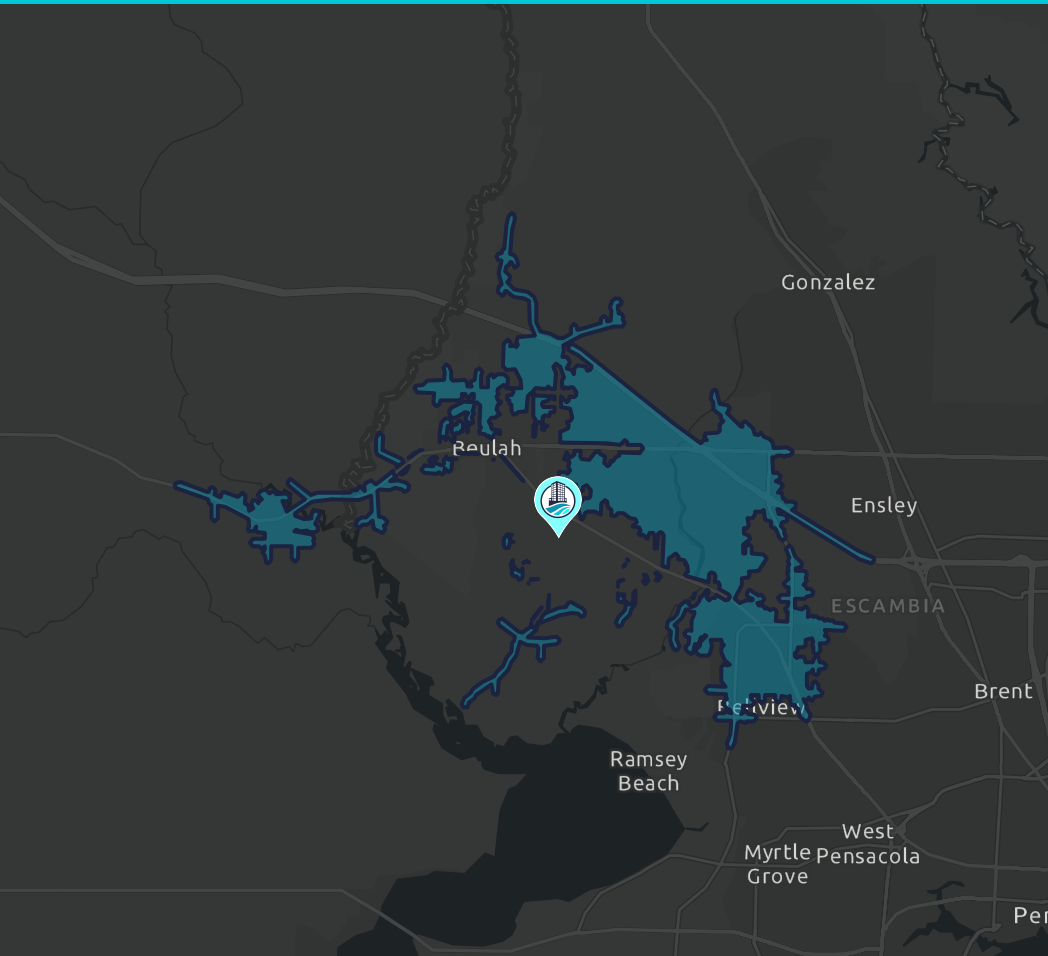 Gonzalez
Beulah
Ensley
ESCAMBIA
Brent
Bellview
Ramsey
Beach
West
Pensacola
Myrtle
Grove